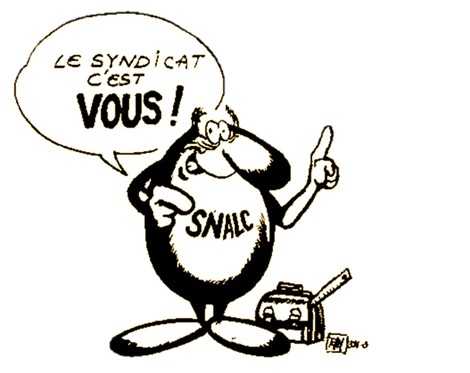 LE SYNDICAT
C'EST
VOUS !
SNALC